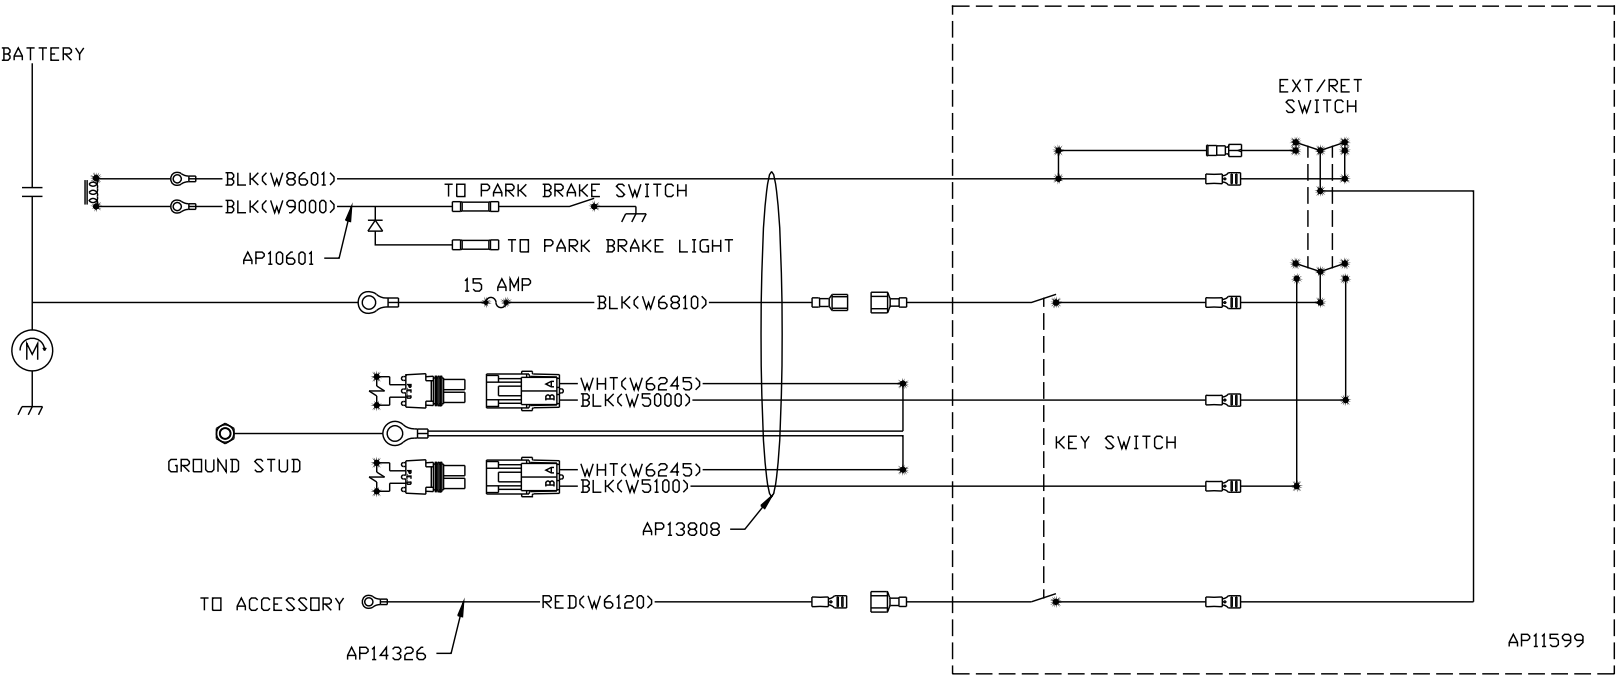 BATTERY
EXT/RET
SWITCH
BLK(W8601)
TO PARK BRAKE SWITCH
BLK(W9000)
TO PARK BRAKE LIGHT
AP10601
15 AMP
BLK(W6810)
M
A
WHT(W6245)
B
BLK(W5000)
KEY SWITCH
GROUND STUD
A
WHT(W6245)
B
BLK(W5100)
AP13808
TO ACCESSORY
RED(W6120)
AP14326
AP11599